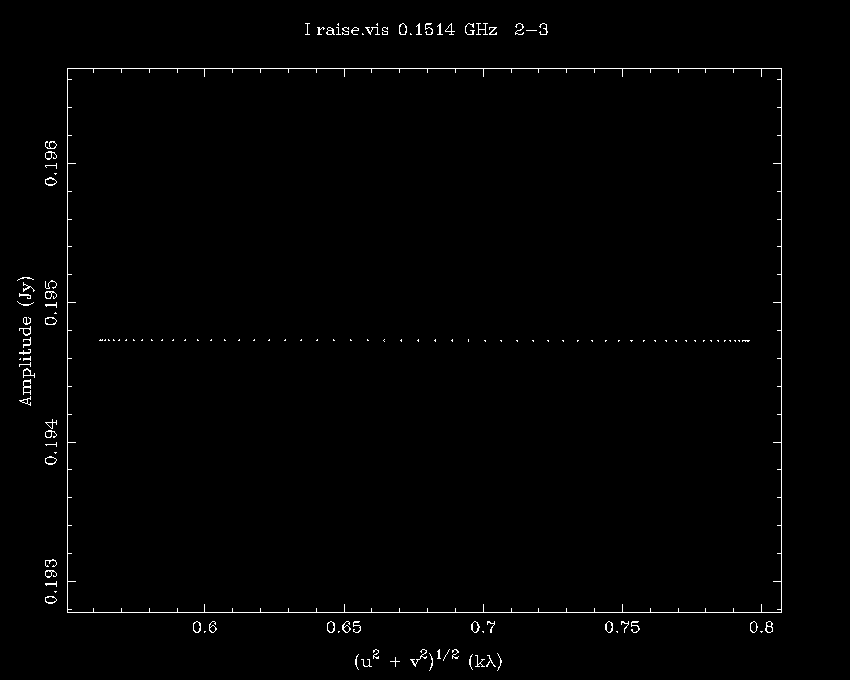 I raise.vis 0.1514 GHz 2−3
0.196
0.195
0.194
0.193
Amplitude (Jy)
0.6 0.65 0.7 0.75 0.8
(u² + v²)¹/² (kλ)